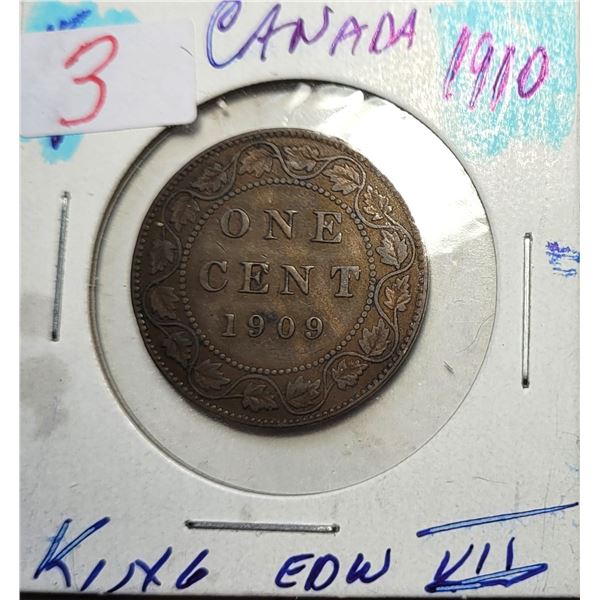 3
CANADA 1910
ONE
CENT
1909
KING EDW VII